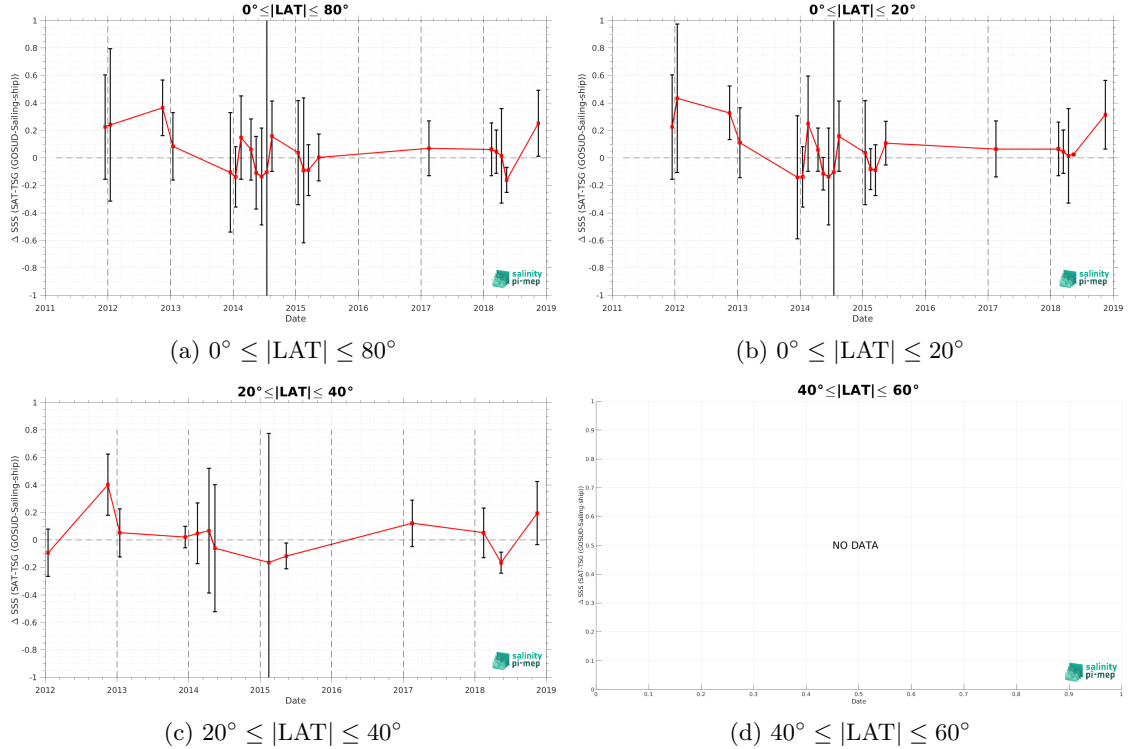 0°≤|LAT|≤ 80°
Δ SSS (SAT-TSG (GOSUD-Sailing-ship))
1
0.8
0.6
0.4
0.2
0
-0.2
-0.4
-0.6
-0.8
-1
2011 2012 2013 2014 2015 2016 2017 2018 2019
Date
salinity
pi-mep
(a) 0° ≤ |LAT| ≤ 80°
0°≤|LAT|≤ 20°
Δ SSS (SAT-TSG (GOSUD-Sailing-ship))
1
0.8
0.6
0.4
0.2
0
-0.2
-0.4
-0.6
-0.8
-1
2011 2012 2013 2014 2015 2016 2017 2018 2019
Date
salinity
pi-mep
(b) 0° ≤ |LAT| ≤ 20°
20°≤|LAT|≤ 40°
Δ SSS (SAT-TSG (GOSUD-Sailing-ship))
1
0.8
0.6
0.4
0.2
0
-0.2
-0.4
-0.6
-0.8
-1
2012 2013 2014 2015 2016 2017 2018 2019
Date
salinity
pi-mep
(c) 20° ≤ |LAT| ≤ 40°
40°≤|LAT|≤ 60°
Δ SSS (SAT-TSG (GOSUD-Sailing-ship))
1
0.9
0.8
0.7
0.6
0.5
0.4
0.3
0.2
0.1
0
NO DATA
0 0.1 0.2 0.3 0.4 0.5 0.6 0.7 0.8 0.9 1
Date
salinity
pi-mep
(d) 40° ≤ |LAT| ≤ 60°